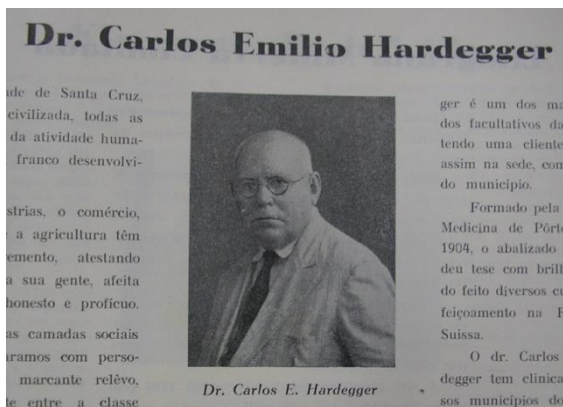 Dr. Carlos Emilio Hardegger
de de Santa Cruz,
civilizada, todas as
da atividade huma-
franco desenvolvi-
strias, o comércio,
a agricultura têm
emento, atestando
a sua gente, afeita
honesto e profícuo.
as camadas sociais
aramos com perso-
marcante relêvo,
te entre a classe
Dr. Carlos E. Hardegger
ger é um dos ma
dos facultativos da
tendo uma cliente
assim na sede, com
do município.
Formado pela
Medicina de Pôrto
1904, o abalizado
deu tese com brilh
do feito diversos cu
feiçoamento na F
Suissa.
O dr. Carlos
degger tem clinica
sos municípios do